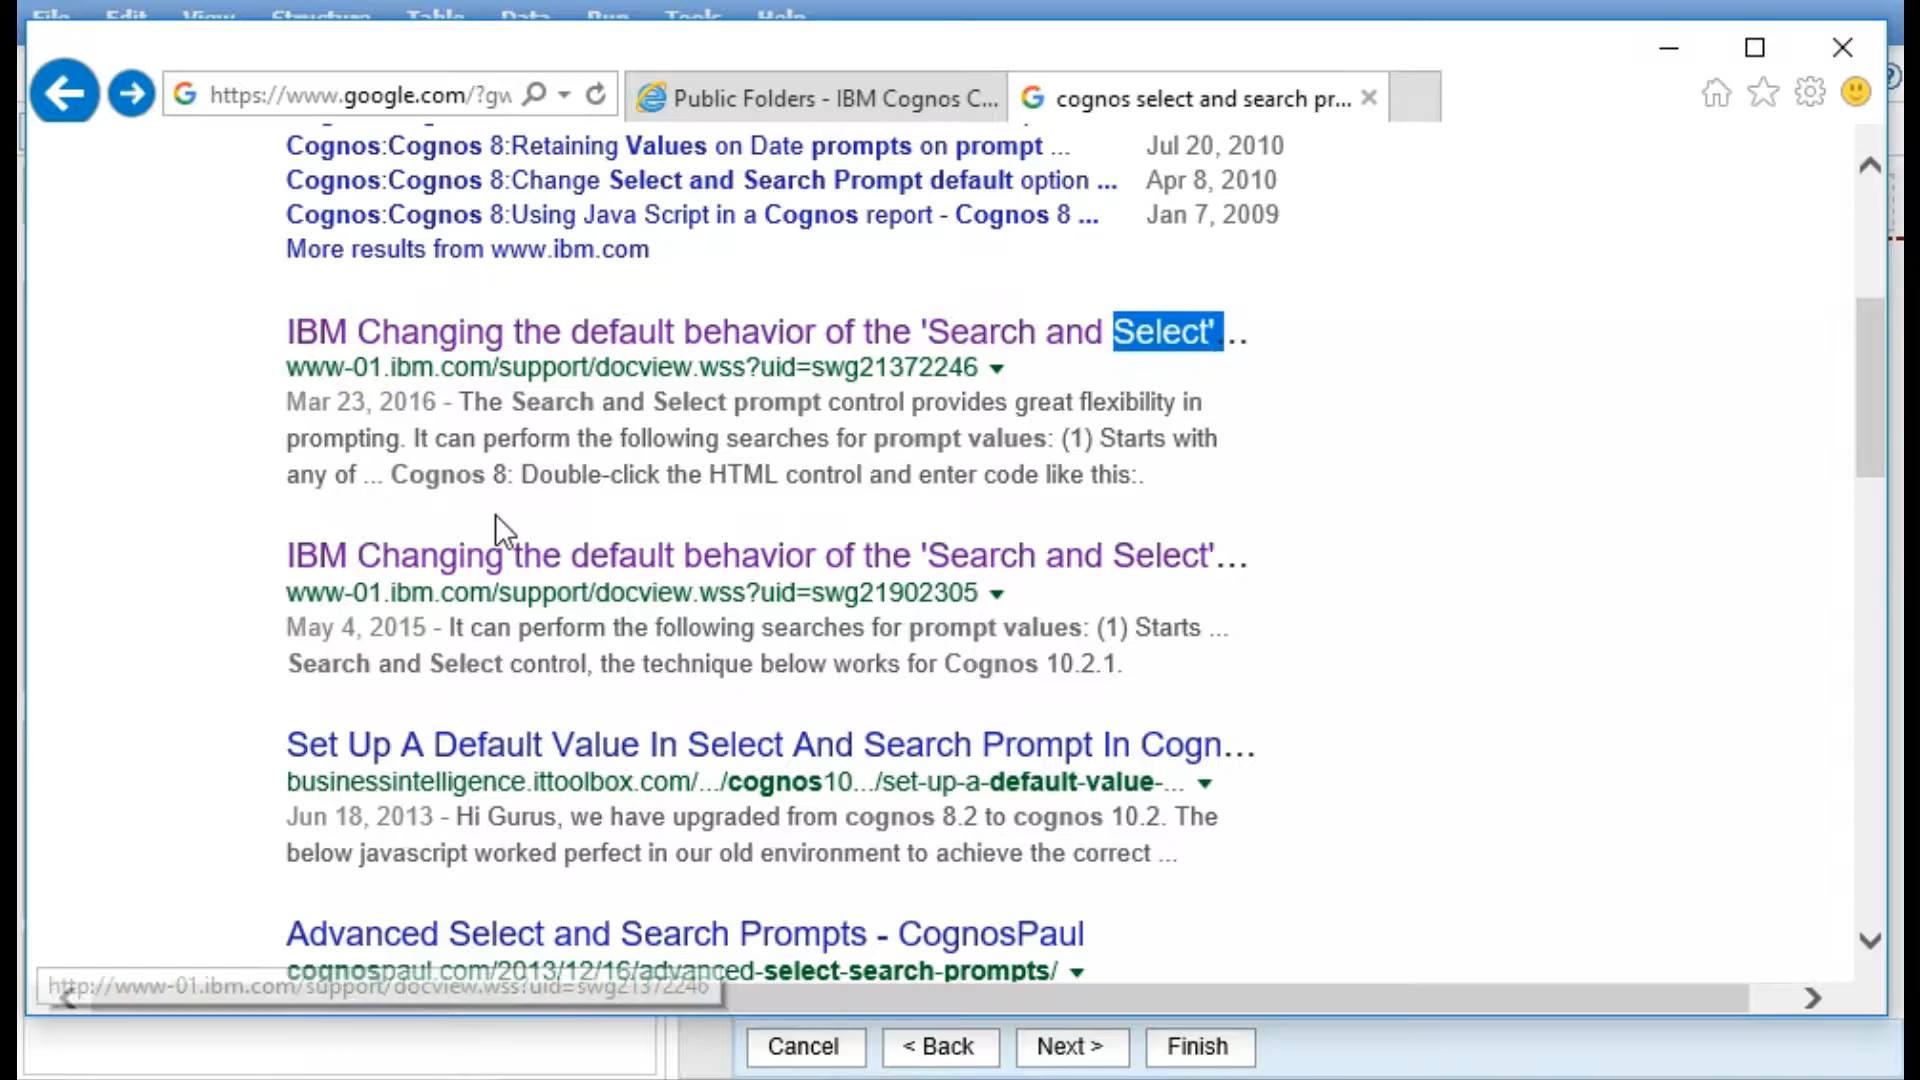 File Edit View Structure Table Data Run Tools Help
https://www.google.com/?gw
Public Folders - IBM Cognos C...
cognos select and search pr...
Cognos:Cognos 8:Retaining Values on Date prompts on prompt ... Jul 20, 2010
Cognos:Cognos 8:Change Select and Search Prompt default option ... Apr 8, 2010
Cognos:Cognos 8:Using Java Script in a Cognos report - Cognos 8 ... Jan 7, 2009
More results from www.ibm.com
IBM Changing the default behavior of the 'Search and Select'...
www-01.ibm.com/support/docview.wss?uid=swg21372246
Mar 23, 2016 - The Search and Select prompt control provides great flexibility in
prompting. It can perform the following searches for prompt values: (1) Starts with
any of ... Cognos 8: Double-click the HTML control and enter code like this:.
IBM Changing the default behavior of the 'Search and Select'...
www-01.ibm.com/support/docview.wss?uid=swg21902305
May 4, 2015 - It can perform the following searches for prompt values: (1) Starts ...
Search and Select control, the technique below works for Cognos 10.2.1.
Set Up A Default Value In Select And Search Prompt In Cogn...
businessintelligence.ittoolbox.com/.../cognos10.../set-up-a-default-value-...
Jun 18, 2013 - Hi Gurus, we have upgraded from cognos 8.2 to cognos 10.2. The
below javascript worked perfect in our old environment to achieve the correct ...
Advanced Select and Search Prompts - CognosPaul
cognospaul.com/2013/12/16/advanced-select-search-prompts/
http://www-01.ibm.com/support/docview.wss?uid=swg21372246
Cancel
< Back
Next >
Finish